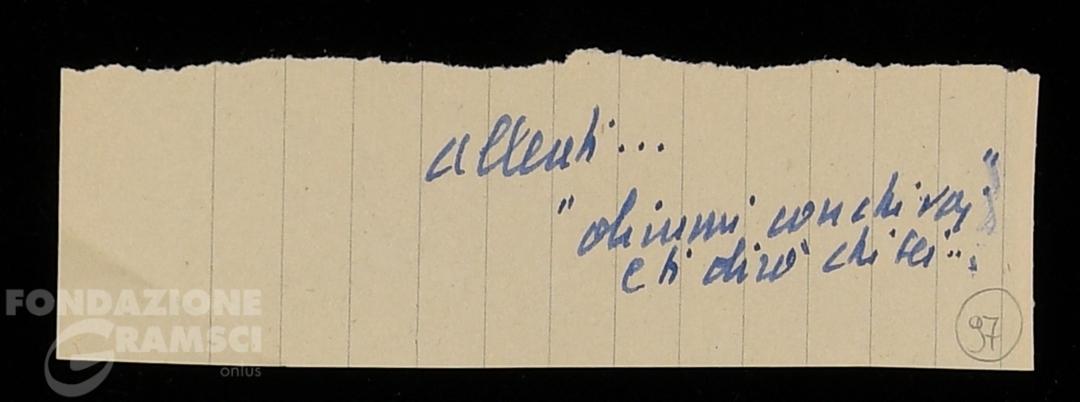 attenti...
"dimmi con chi vai"
e ti dirò chi sei"..
97
FONDAZIONE
GRAMSCI
onlus